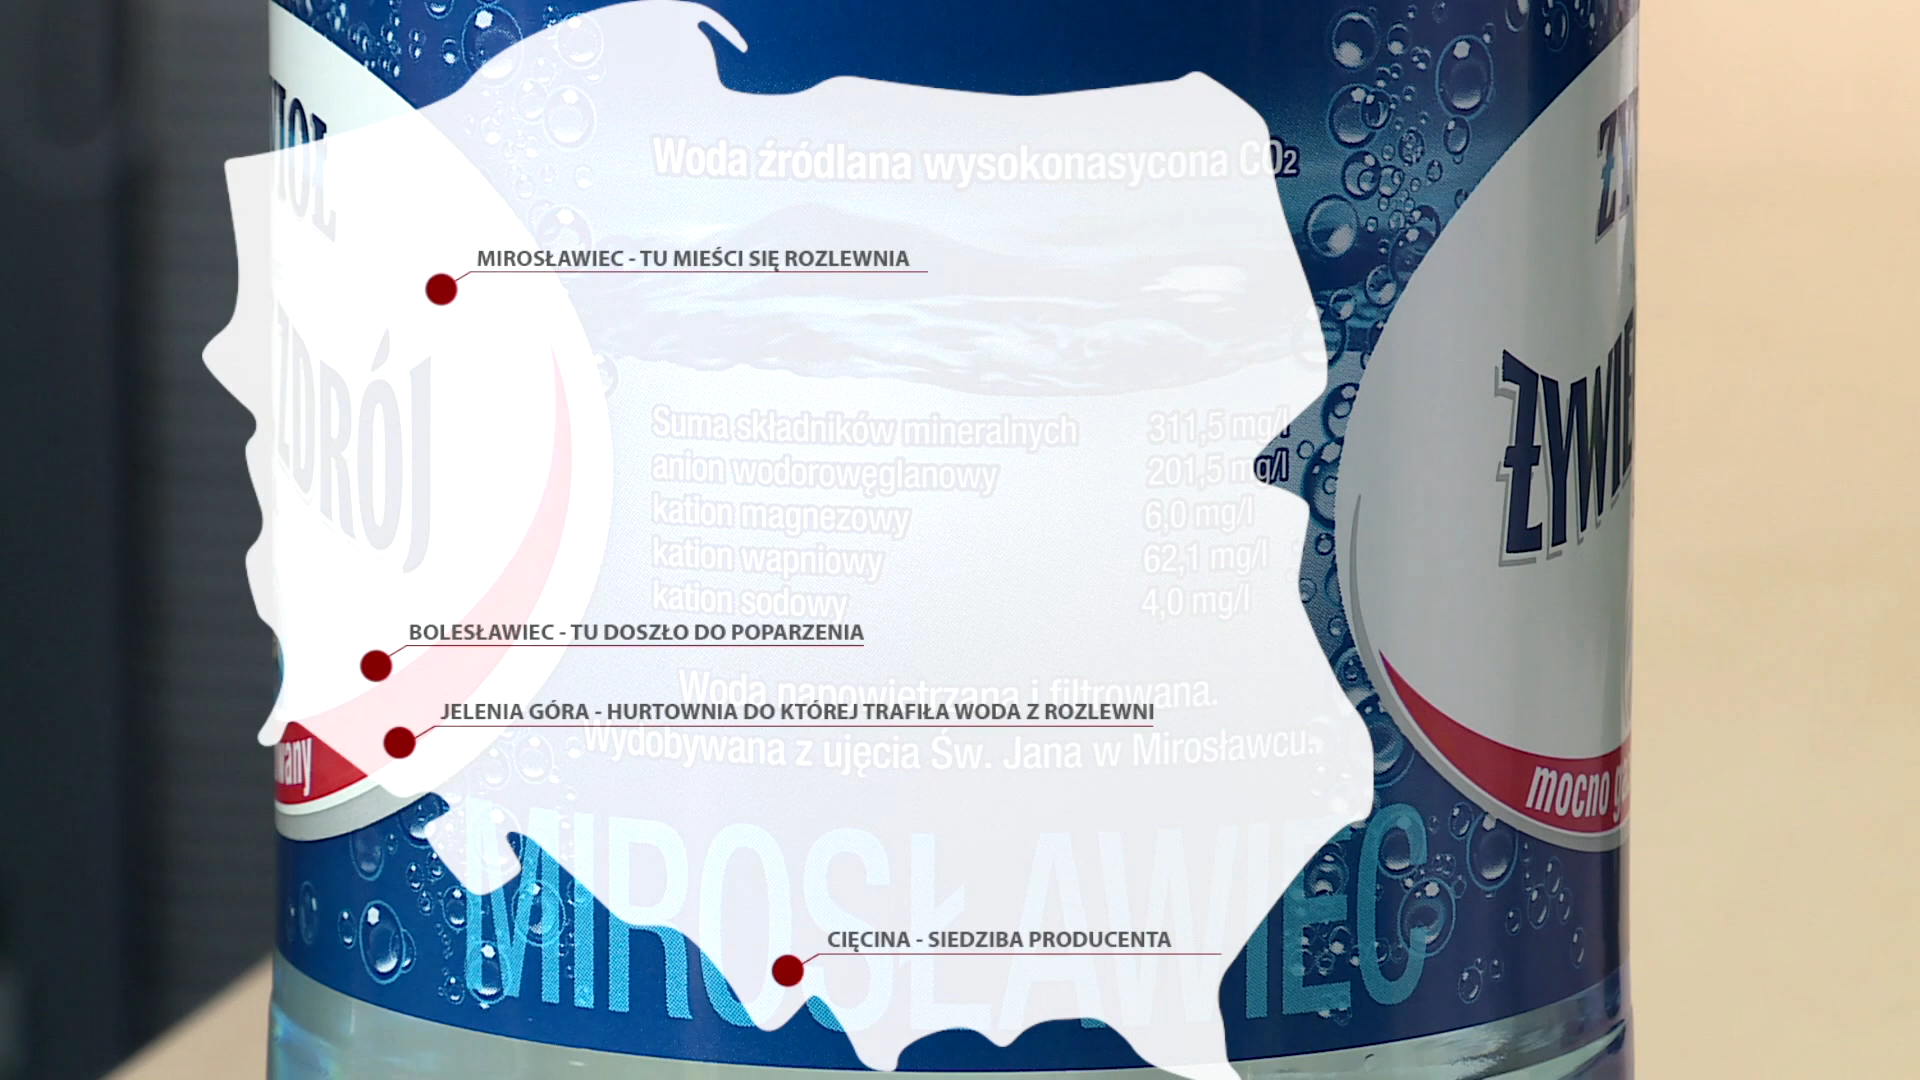 IOŁ
ZDRÓJ
wany
Woda źródlana wysokonasycona CO₂
MIROSŁAWIEC - TU MIEŚCI SIĘ ROZLEWNIA
Suma składników mineralnych 311,5 mg/l
anion wodorowęglanowy 201,5 mg/l
kation magnezowy 6,0 mg/l
kation wapniowy 62,1 mg/l
kation sodowy 4,0 mg/l
BOLESŁAWIEC - TU DOSZŁO DO POPARZENIA
Woda napowietrzana i filtrowana.
JELENIA GÓRA - HURTOWNIA DO KTÓREJ TRAFIŁA WODA Z ROZLEWNI
Wydobywana z ujęcia Św. Jana w Mirosławcu.
MIROSŁAWIEC
CIĘCINA - SIEDZIBA PRODUCENTA
ŻY
ŻYWIE
mocno